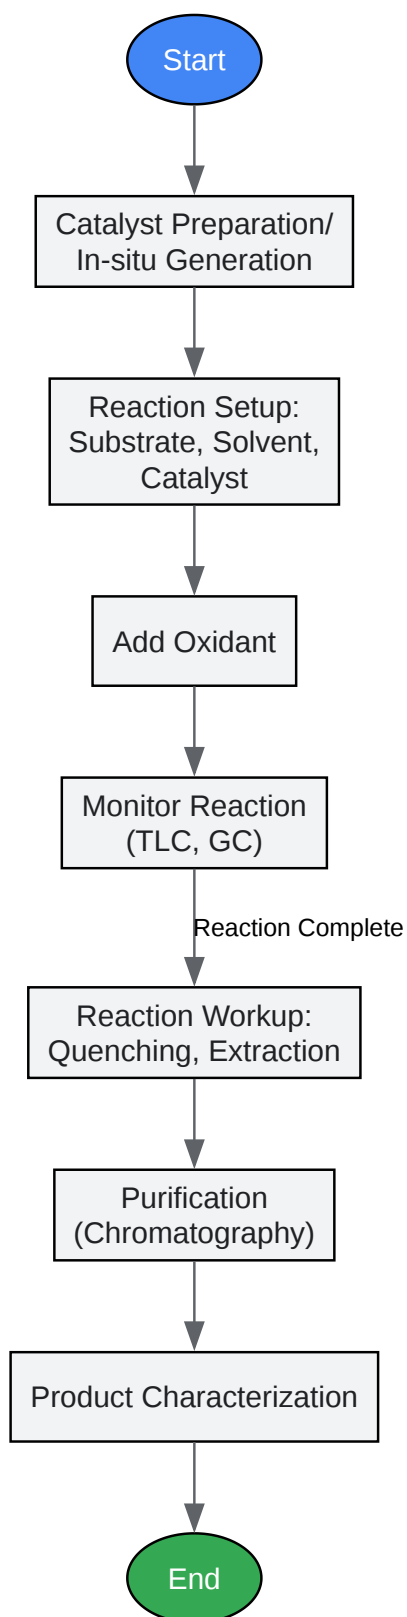 Start
Catalyst Preparation/
In-situ Generation
Reaction Setup:
Substrate, Solvent,
Catalyst
Add Oxidant
Monitor Reaction
(TLC, GC)
Reaction Complete
Reaction Workup:
Quenching, Extraction
Purification
(Chromatography)
Product Characterization
End